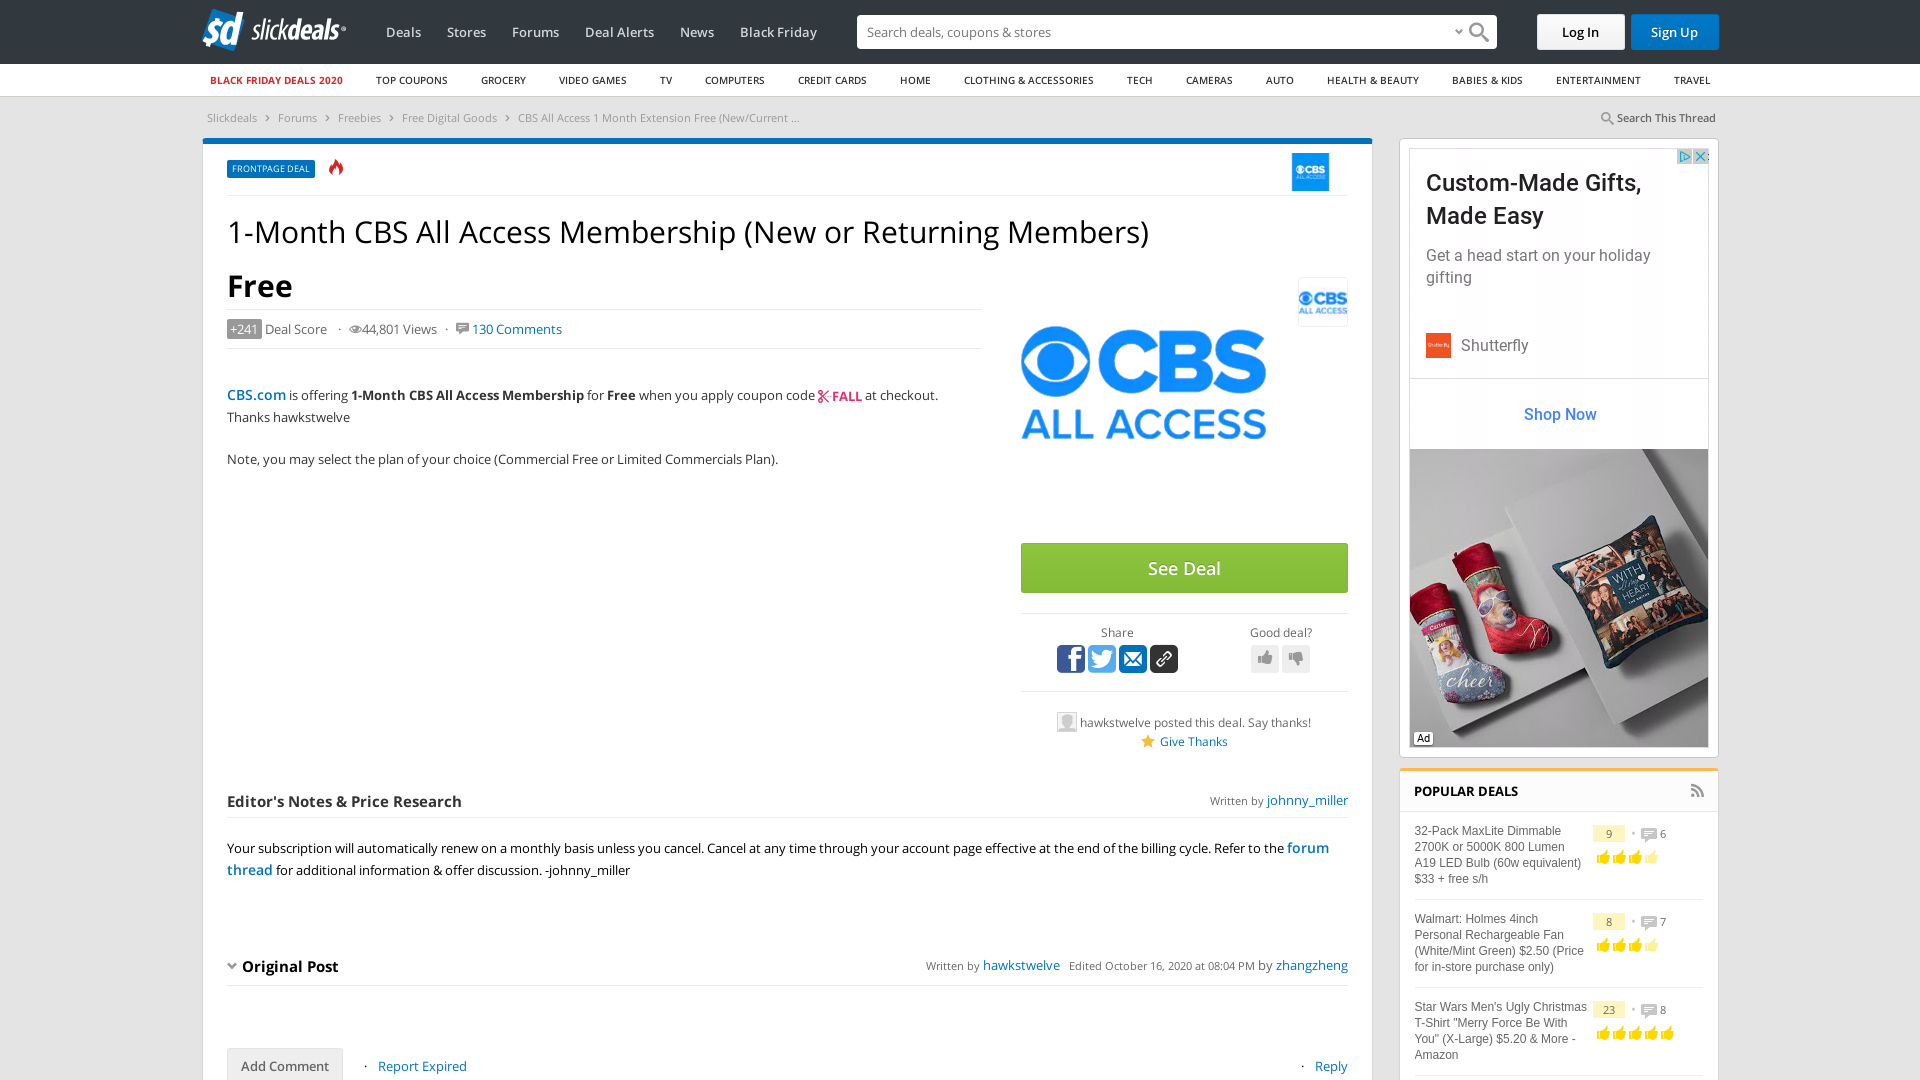 sd slickdeals
Deals Stores Forums Deal Alerts News Black Friday
Search deals, coupons & shopping
Log In
Sign Up
BLACK FRIDAY DEALS 2020 TOP COUPONS GROCERY VIDEO GAMES TV COMPUTERS CREDIT CARDS HOME CLOTHING & ACCESSORIES TECH CAMERAS AUTO HEALTH & BEAUTY BABIES & KIDS ENTERTAINMENT TRAVEL
Slickdeals › Forums › Freebies › Free Digital Goods › CBS All Access 1 Month Extension Free (New/Current ...
Search This Thread
FRONTPAGE DEAL
CBS
ALL ACCESS
1-Month CBS All Access Membership (New or Returning Members)
Free
+241 Deal Score · 44,801 Views · 130 Comments
CBS.com is offering 1-Month CBS All Access Membership for Free when you apply coupon code FALL at checkout.
Thanks hawkstwelve
Note, you may select the plan of your choice (Commercial Free or Limited Commercials Plan).
CBS
ALL ACCESS
CBS
ALL ACCESS
See Deal
Share
Good deal?
hawkstwelve posted this deal. Say thanks!
Give Thanks
Editor's Notes & Price Research
Written by johnny_miller
Your subscription will automatically renew on a monthly basis unless you cancel. Cancel at any time through your account page effective at the end of the billing cycle. Refer to the forum
thread for additional information & offer discussion. -johnny_miller
Original Post
Written by hawkstwelve Edited October 16, 2020 at 08:04 PM by zhangzheng
Add Comment · Report Expired
· Reply
Custom-Made Gifts,
Made Easy
Get a head start on your holiday
gifting
Shutterfly
Shutterfly
Shop Now
Carter
cheer
WITH
HEART
Ad
POPULAR DEALS
32-Pack MaxLite Dimmable
2700K or 5000K 800 Lumen
A19 LED Bulb (60w equivalent)
$33 + free s/h
9 • 6
Walmart: Holmes 4inch
Personal Rechargeable Fan
(White/Mint Green) $2.50 (Price
for in-store purchase only)
8 • 7
Star Wars Men's Ugly Christmas
T-Shirt "Merry Force Be With
You" (X-Large) $5.20 & More -
Amazon
23 • 8